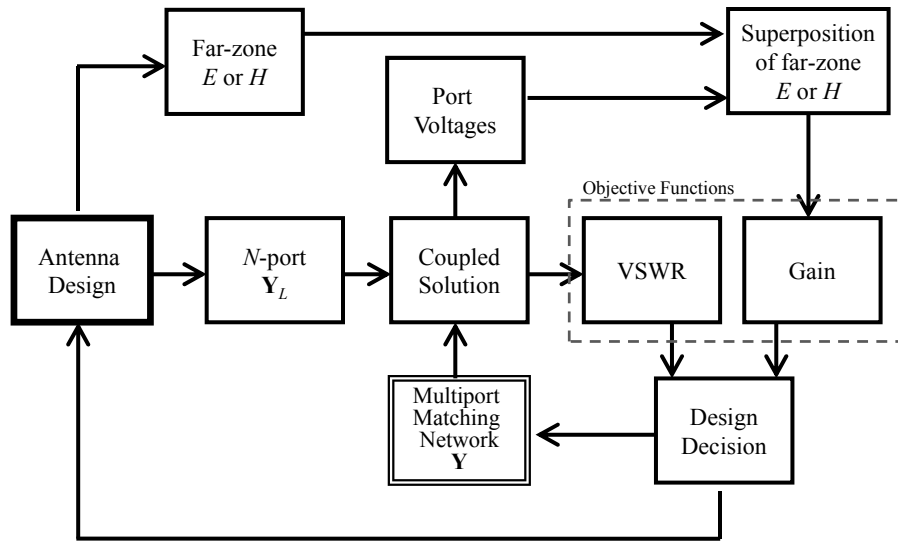 Far-zone
E or H
Superposition
of far-zone
E or H
Port
Voltages
Objective Functions
Antenna
Design
N-port
Y_L
Coupled
Solution
VSWR
Gain
Multiport
Matching
Network
Y
Design
Decision